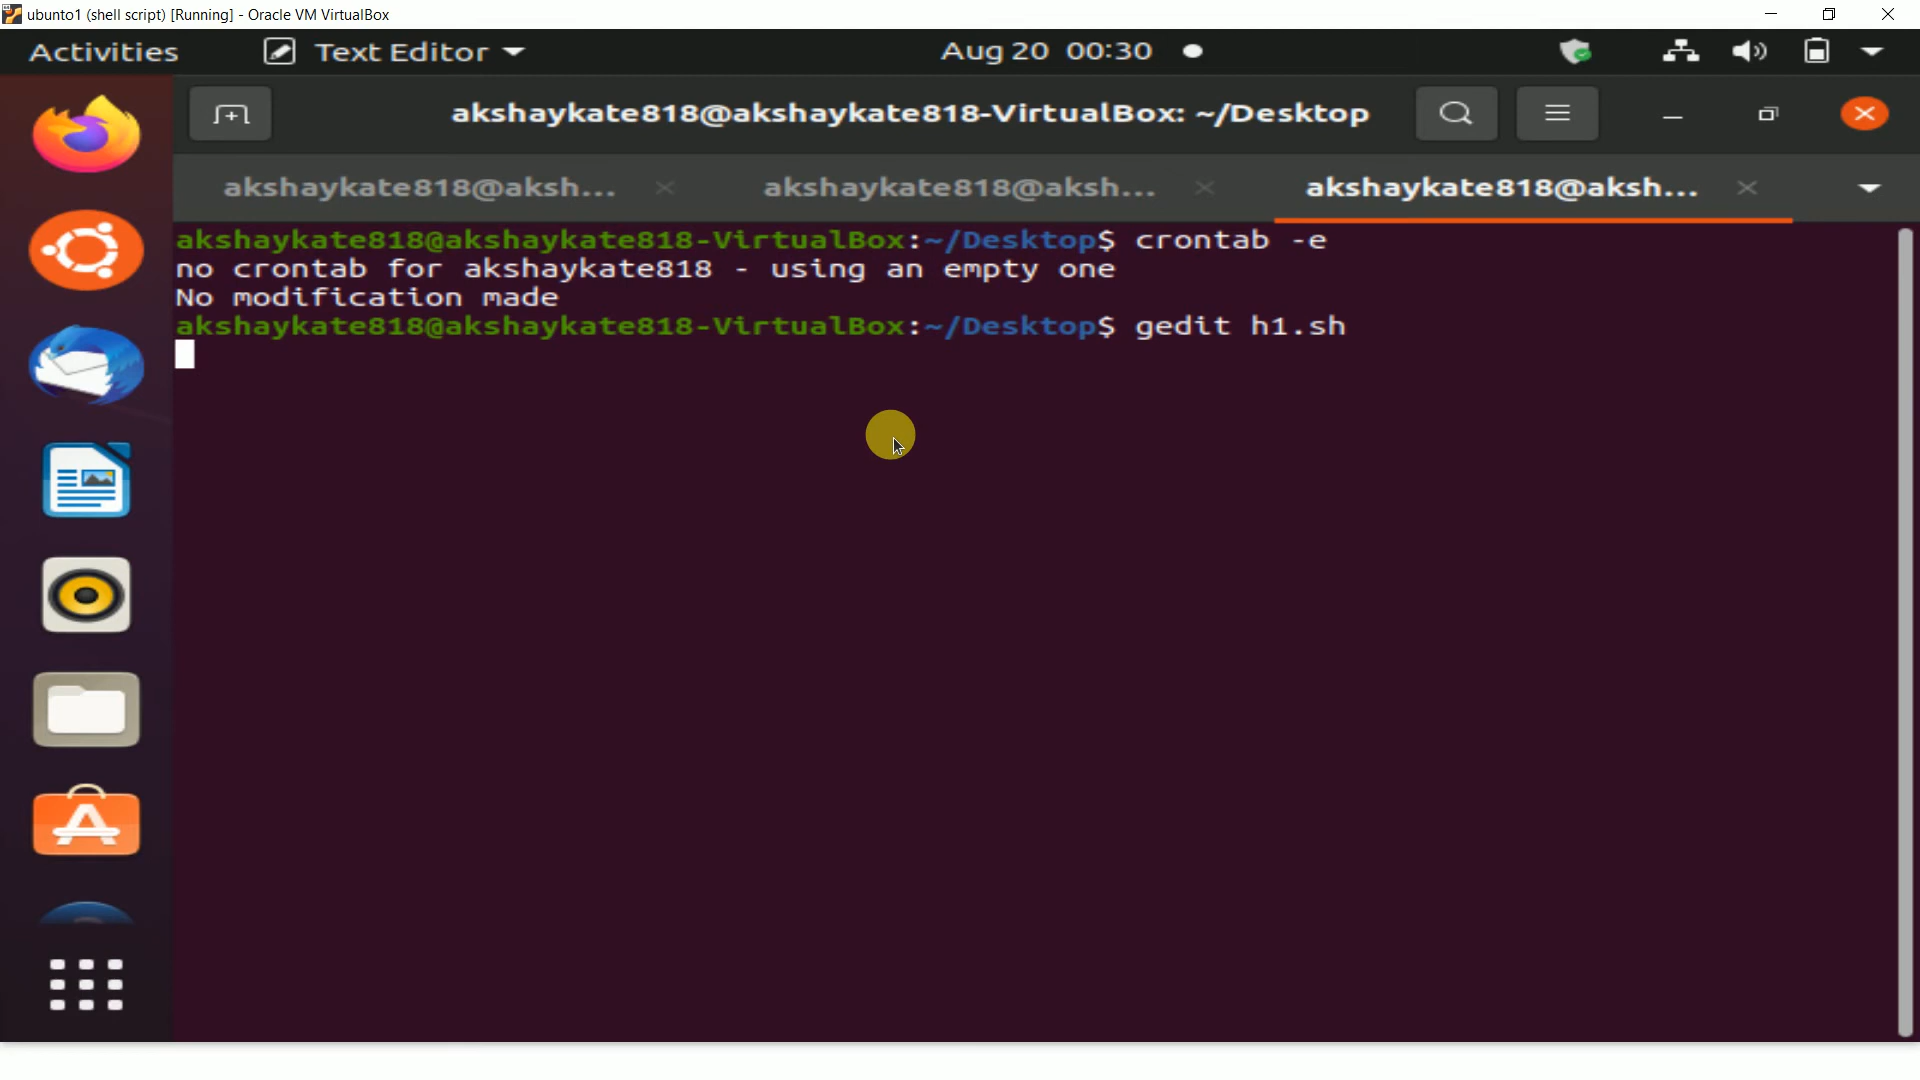 ubunto1 (shell script) [Running] - Oracle VM VirtualBox
Activities Text Editor Aug 20 00:30
akshaykate818@akshaykate818-VirtualBox: ~/Desktop
akshaykate818@aksh... akshaykate818@aksh... akshaykate818@aksh...
akshaykate818@akshaykate818-VirtualBox:~/Desktop$ crontab -e
no crontab for akshaykate818 - using an empty one
No modification made
akshaykate818@akshaykate818-VirtualBox:~/Desktop$ gedit h1.sh